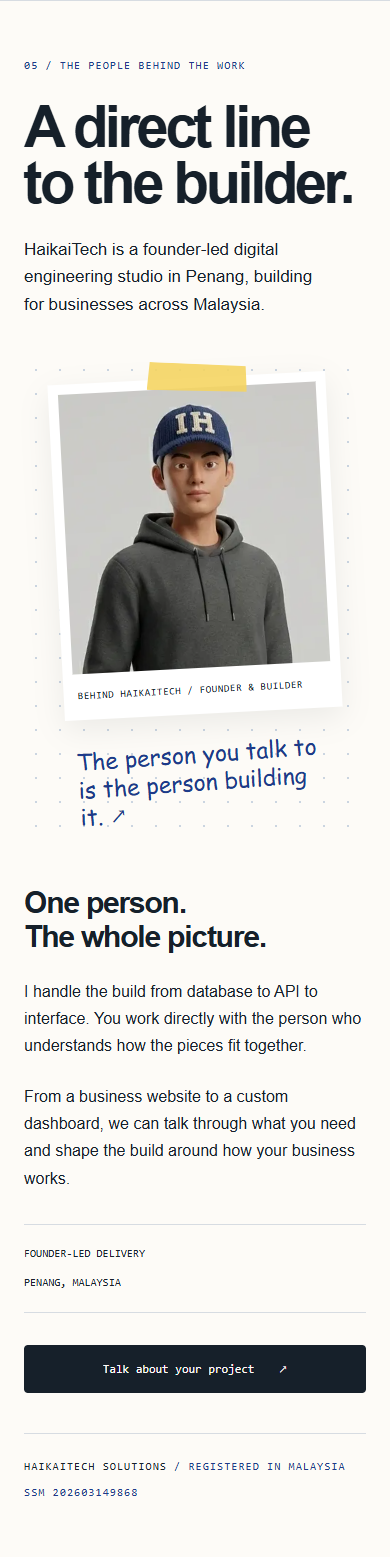 05 / THE PEOPLE BEHIND THE WORK
A direct line
to the builder.
HaikaiTech is a founder-led digital
engineering studio in Penang, building
for businesses across Malaysia.
IH
BEHIND HAIKAITECH / FOUNDER & BUILDER
The person you talk to
is the person building
it. ↗
One person.
The whole picture.
I handle the build from database to API to
interface. You work directly with the person who
understands how the pieces fit together.
From a business website to a custom
dashboard, we can talk through what you need
and shape the build around how your business
works.
FOUNDER-LED DELIVERY
PENANG, MALAYSIA
Talk about your project ↗
HAIKAITECH SOLUTIONS / REGISTERED IN MALAYSIA
SSM 202603149868